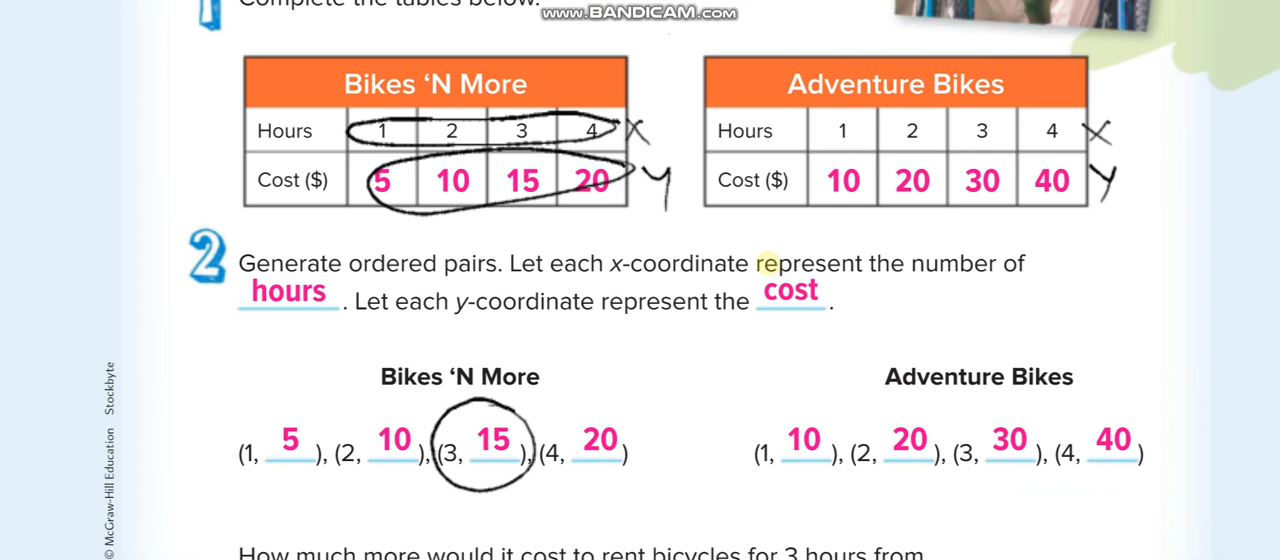 1
Complete the tables below.
www.BANDICAM.com
Bikes ‘N More
Hours 1 2 3 4 X
Cost ($) 5 10 15 20 Y
Adventure Bikes
Hours 1 2 3 4 X
Cost ($) 10 20 30 40 Y
2
Generate ordered pairs. Let each x-coordinate represent the number of
hours. Let each y-coordinate represent the cost.
Bikes ‘N More
(1, 5), (2, 10), (3, 15), (4, 20)
Adventure Bikes
(1, 10), (2, 20), (3, 30), (4, 40)
How much more would it cost to rent bicycles for 3 hours from
© McGraw-Hill Education Stockbyte